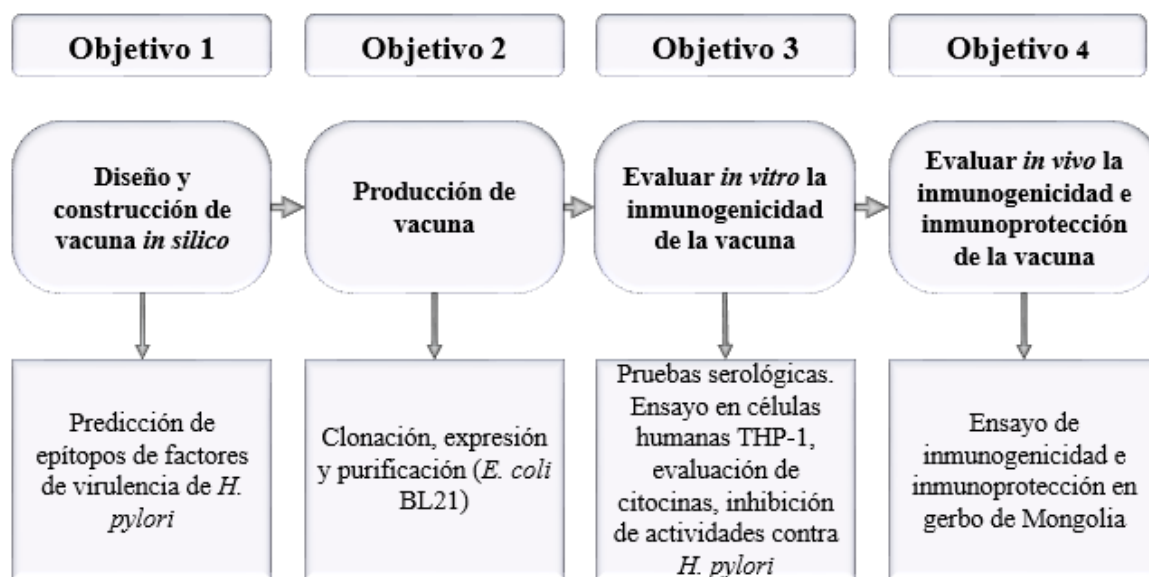 Objetivo 1
Objetivo 2
Objetivo 3
Objetivo 4
Diseño y
construcción de
vacuna in silico
Producción de
vacuna
Evaluar in vitro la
inmunogenicidad
de la vacuna
Evaluar in vivo la
inmunogenicidad e
inmunoprotección
de la vacuna
Predicción de
epítopos de factores
de virulencia de H.
pylori
Clonación, expresión
y purificación (E. coli
BL21)
Pruebas serológicas.
Ensayo en células
humanas THP-1,
evaluación de
citocinas, inhibición
de actividades contra
H. pylori
Ensayo de
inmunogenicidad e
inmunoprotección en
gerbo de Mongolia